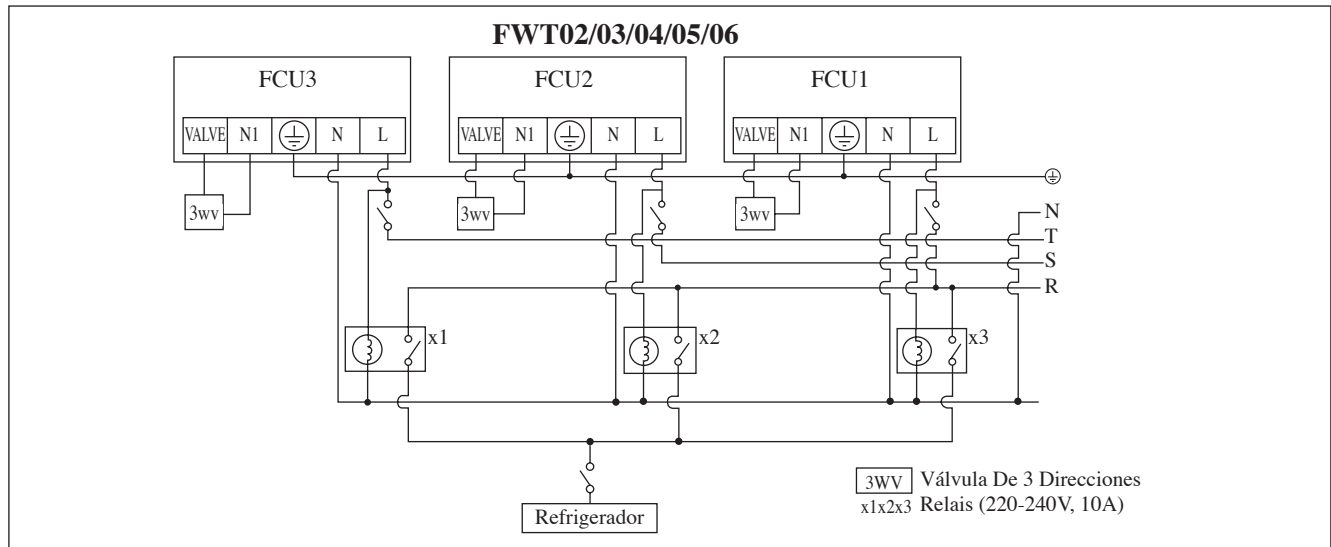 FWT02/03/04/05/06
FCU3 FCU2 FCU1
VALVE N1 N L VALVE N1 N L VALVE N1 N L
3wv 3wv 3wv
N
T
S
R
x1 x2 x3
3WV Válvula De 3 Direcciones
x1x2x3 Relais (220-240V, 10A)
Refrigerador